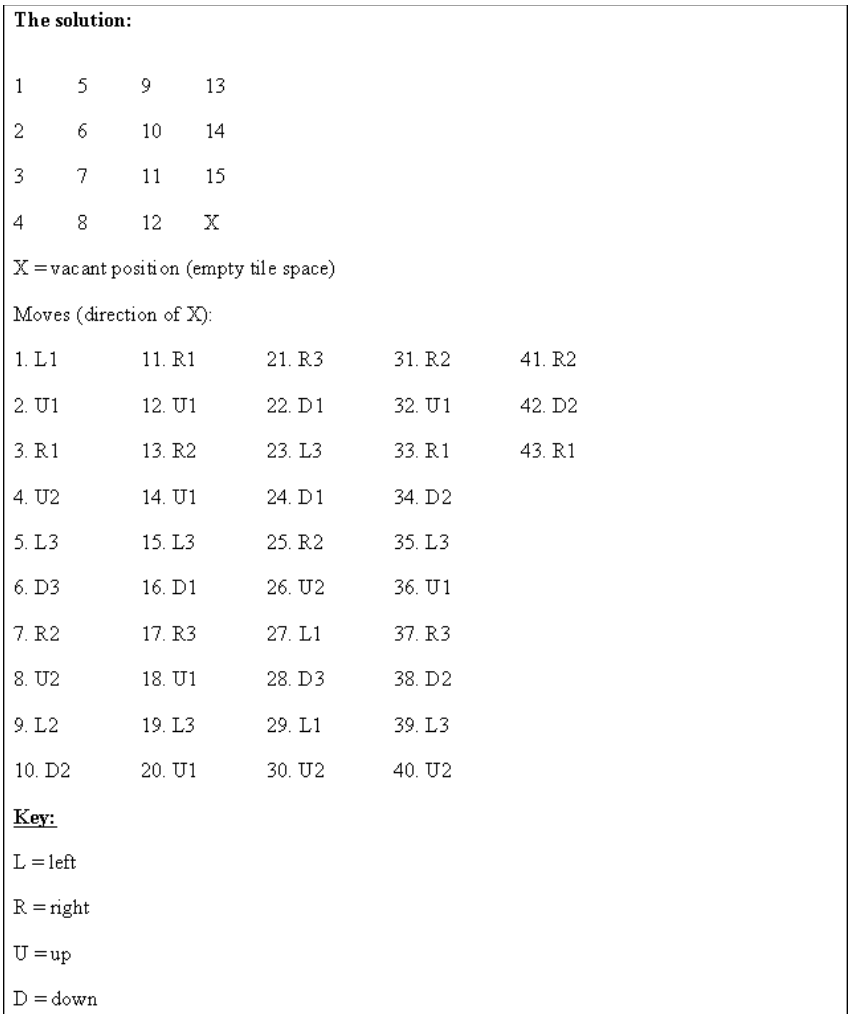 The solution:
1 5 9 13
2 6 10 14
3 7 11 15
4 8 12 X
X = vacant position (empty tile space)
Moves (direction of X):
1. L1 11. R1 21. R3 31. R2 41. R2
2. U1 12. U1 22. D1 32. U1 42. D2
3. R1 13. R2 23. L3 33. R1 43. R1
4. U2 14. U1 24. D1 34. D2
5. L3 15. L3 25. R2 35. L3
6. D3 16. D1 26. U2 36. U1
7. R2 17. R3 27. L1 37. R3
8. U2 18. U1 28. D3 38. D2
9. L2 19. L3 29. L1 39. L3
10. D2 20. U1 30. U2 40. U2
Key:
L = left
R = right
U = up
D = down